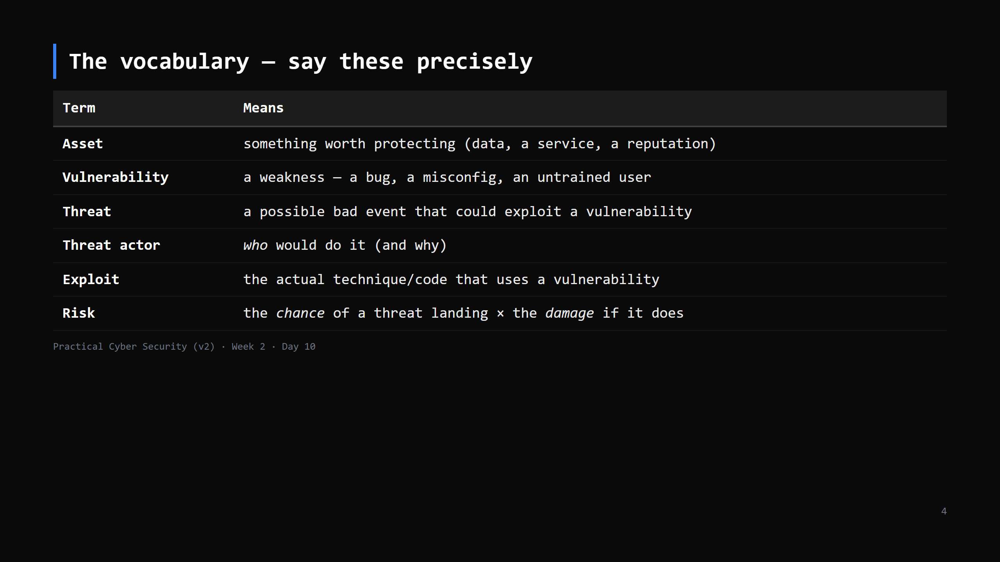 The vocabulary — say these precisely
Term Means
Asset something worth protecting (data, a service, a reputation)
Vulnerability a weakness — a bug, a misconfig, an untrained user
Threat a possible bad event that could exploit a vulnerability
Threat actor who would do it (and why)
Exploit the actual technique/code that uses a vulnerability
Risk the chance of a threat landing × the damage if it does
Practical Cyber Security (v2) · Week 2 · Day 10
4